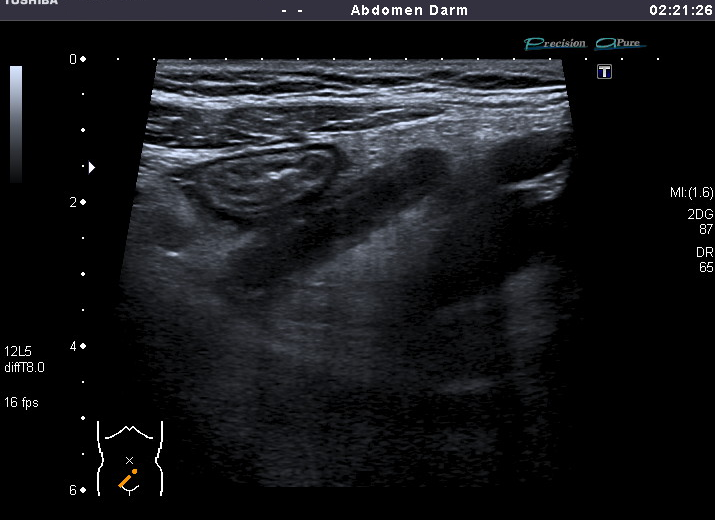 TOSHIBA
- - Abdomen Darm 02:21:26
Precision APure
0
T
MI:(1.6)
2
2DG
87
DR
65
12L5
diffT8.0
4
16 fps
6